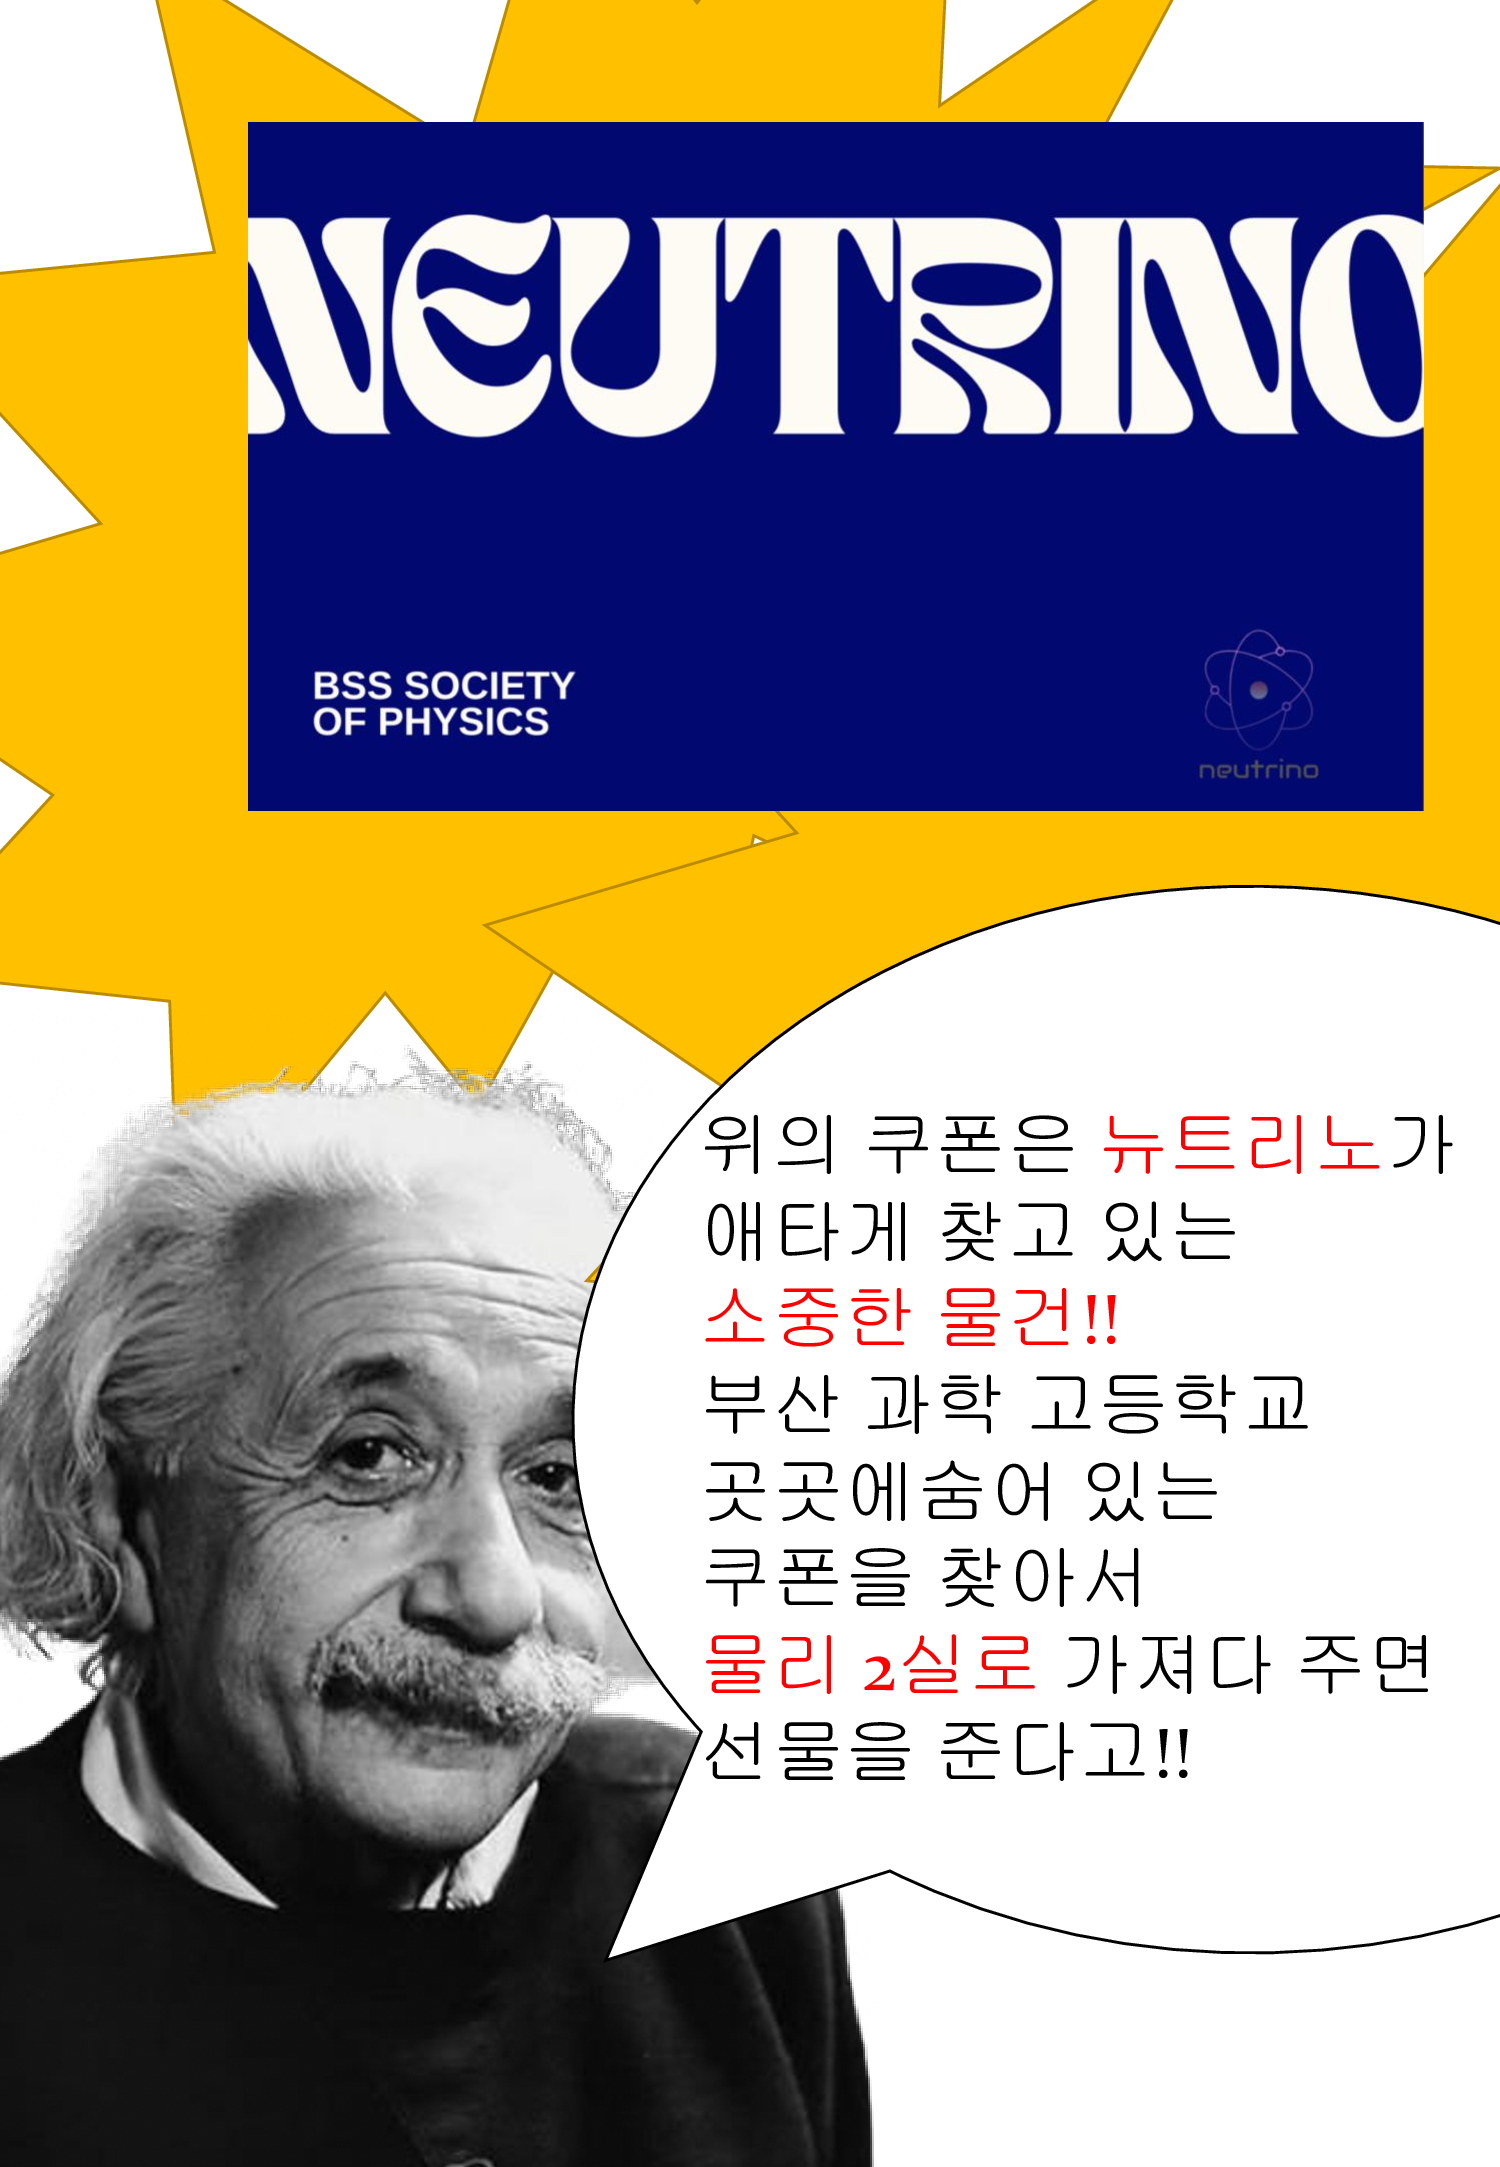 NEUTRINO
BSS SOCIETY
OF PHYSICS
neutrino
위의 쿠폰은 뉴트리노가
애타게 찾고 있는
소중한 물건!!
부산 과학 고등학교
곳곳에숨어 있는
쿠폰을 찾아서
물리 2실로 가져다 주면
선물을 준다고!!